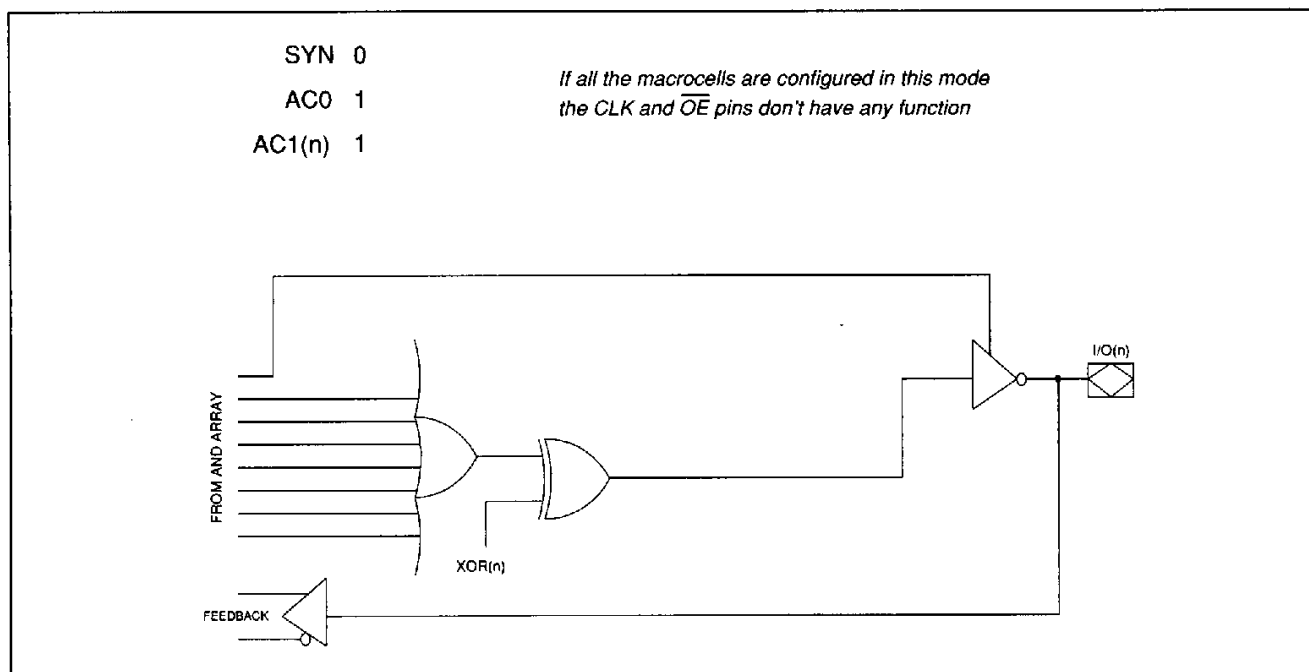 SYN 0
AC0 1
AC1(n) 1
If all the macrocells are configured in this mode
the CLK and O̅E̅ pins don't have any function
I/O(n)
FROM AND ARRAY
XOR(n)
FEEDBACK